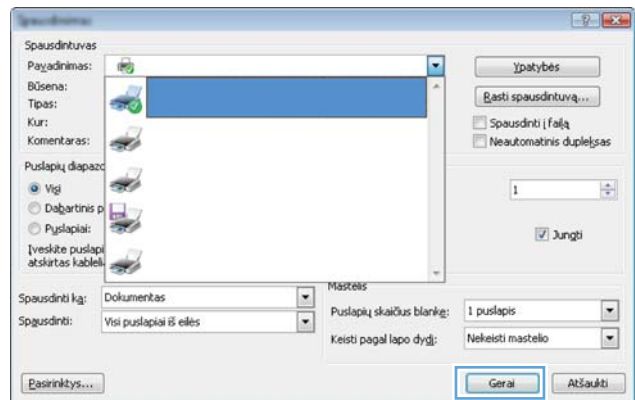 Spausdinimas
Spausdintuvas
Pavadinimas:
Ypatybės
Būsena:
Tipas:
Rasti spausdintuvą...
Kur:
Spausdinti į failą
Komentaras:
Neautomatinis dupleksas
Puslapių diapazo
Visi
1
Dabartinis p
Puslapiai:
Jungti
Įveskite puslapi
atskirtas kableli
Mastelis
Spausdinti ką: Dokumentas
Puslapių skaičius blanke: 1 puslapis
Spausdinti: Visi puslapiai iš eilės
Keisti pagal lapo dydį: Nekeisti mastelio
Pasirinktys...
Gerai
Atšaukti